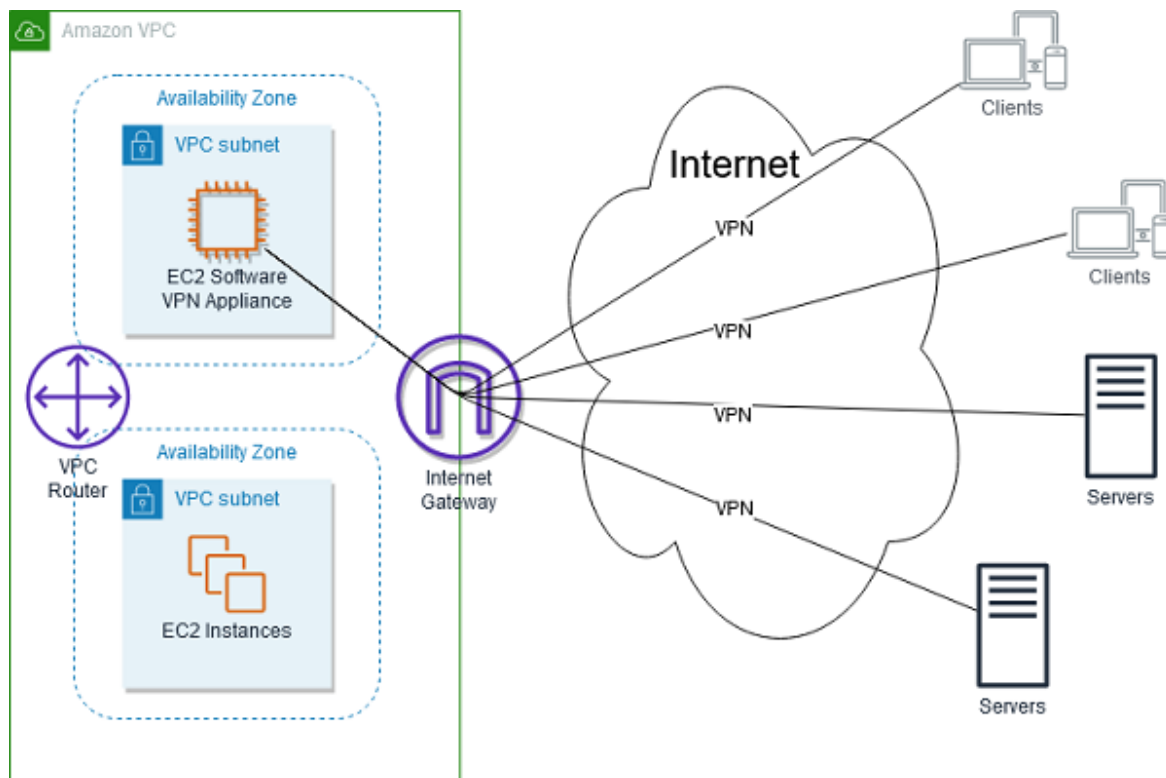 Amazon VPC
Availability Zone
VPC subnet
EC2 Software
VPN Appliance
VPC
Router
Availability Zone
VPC subnet
EC2 Instances
Internet
Gateway
Internet
VPN
VPN
VPN
VPN
Clients
Clients
Servers
Servers